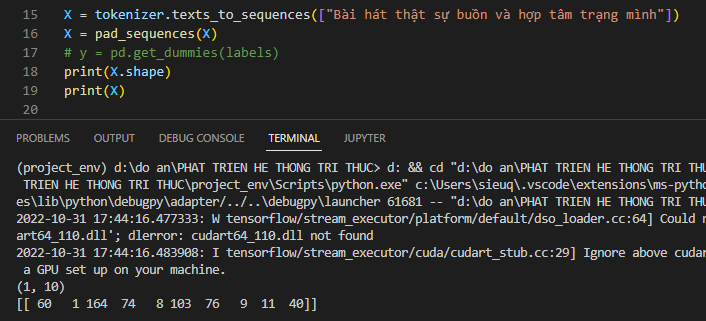 15 X = tokenizer.texts_to_sequences(["Bài hát thật sự buồn và hợp tâm trạng mình"])
16 X = pad_sequences(X)
17 # y = pd.get_dummies(labels)
18 print(X.shape)
19 print(X)
20
PROBLEMS OUTPUT DEBUG CONSOLE TERMINAL JUPYTER
(project_env) d:\do an\PHAT TRIEN HE THONG TRI THUC> d: && cd "d:\do an\PHAT TRIEN HE THONG TRI THU
TRIEN HE THONG TRI THUC\project_env\Scripts\python.exe" c:\Users\sieuq\.vscode\extensions\ms-pytho
es\lib\python\debugpy\adapter/../..\debugpy\launcher 61681 -- "d:\do an\PHAT TRIEN HE THONG TRI THU
2022-10-31 17:44:16.477333: W tensorflow/stream_executor/platform/default/dso_loader.cc:64] Could n
art64_110.dll'; dlerror: cudart64_110.dll not found
2022-10-31 17:44:16.483908: I tensorflow/stream_executor/cuda/cudart_stub.cc:29] Ignore above cudar
a GPU set up on your machine.
(1, 10)
[[ 60 1 164 74 8 103 76 9 11 40]]